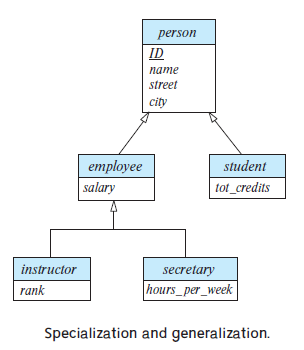 person
ID
name
street
city
employee
salary
student
tot_credits
instructor
rank
secretary
hours_per_week
Specialization and generalization.